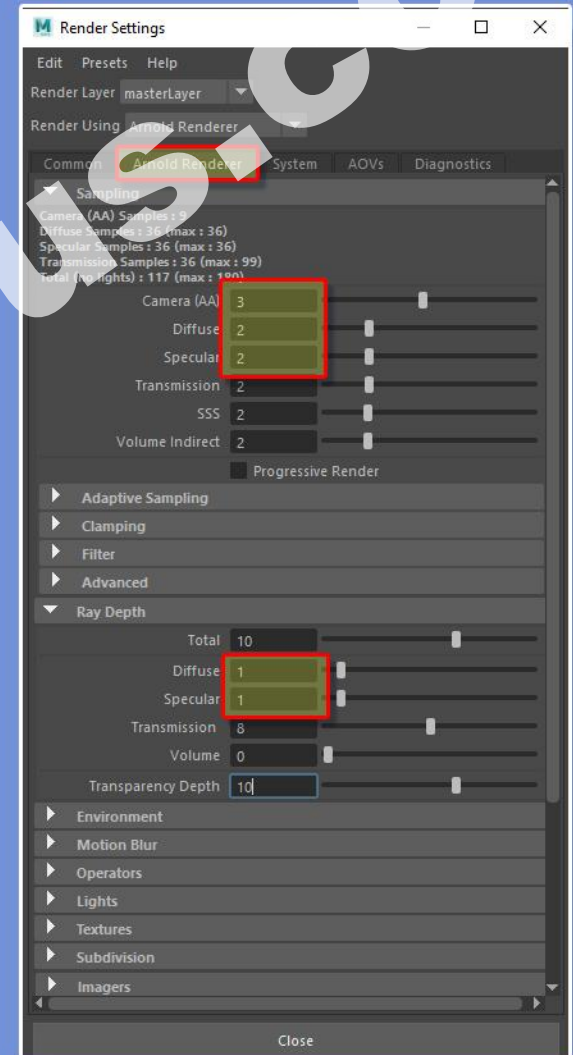 Render Settings
Edit Presets Help
Render Layer masterLayer
Render Using Arnold Renderer
Common Arnold Renderer System AOVs Diagnostics
Sampling
Camera (AA) Samples : 9
Diffuse Samples : 36 (max : 36)
Specular Samples : 36 (max : 36)
Transmission Samples : 36 (max : 99)
Total (no lights) : 117 (max : 180)
Camera (AA) 3
Diffuse 2
Specular 2
Transmission 2
SSS 2
Volume Indirect 2
Progressive Render
Adaptive Sampling
Clamping
Filter
Advanced
Ray Depth
Total 10
Diffuse 1
Specular 1
Transmission 8
Volume 0
Transparency Depth 10
Environment
Motion Blur
Operators
Lights
Textures
Subdivision
Imagers
Close